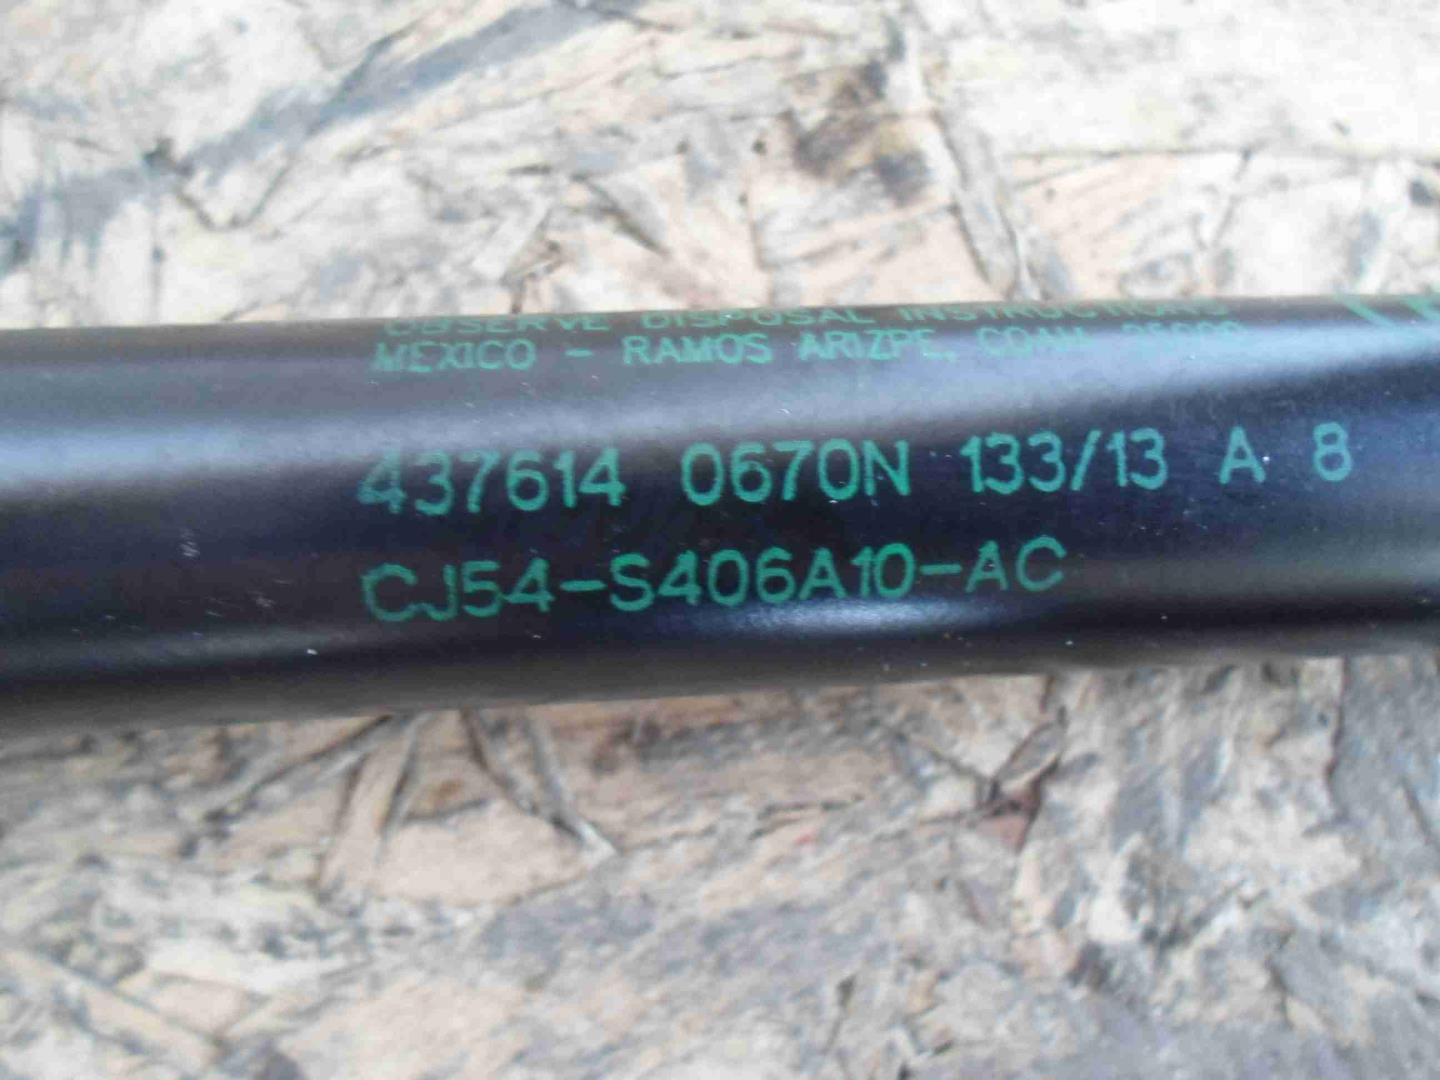 OBSERVE DISPOSAL INSTRUCTIONS
MEXICO - RAMOS ARIZPE, COAH.
437614 0670N 133/13 A 8
CJ54-S406A10-AC